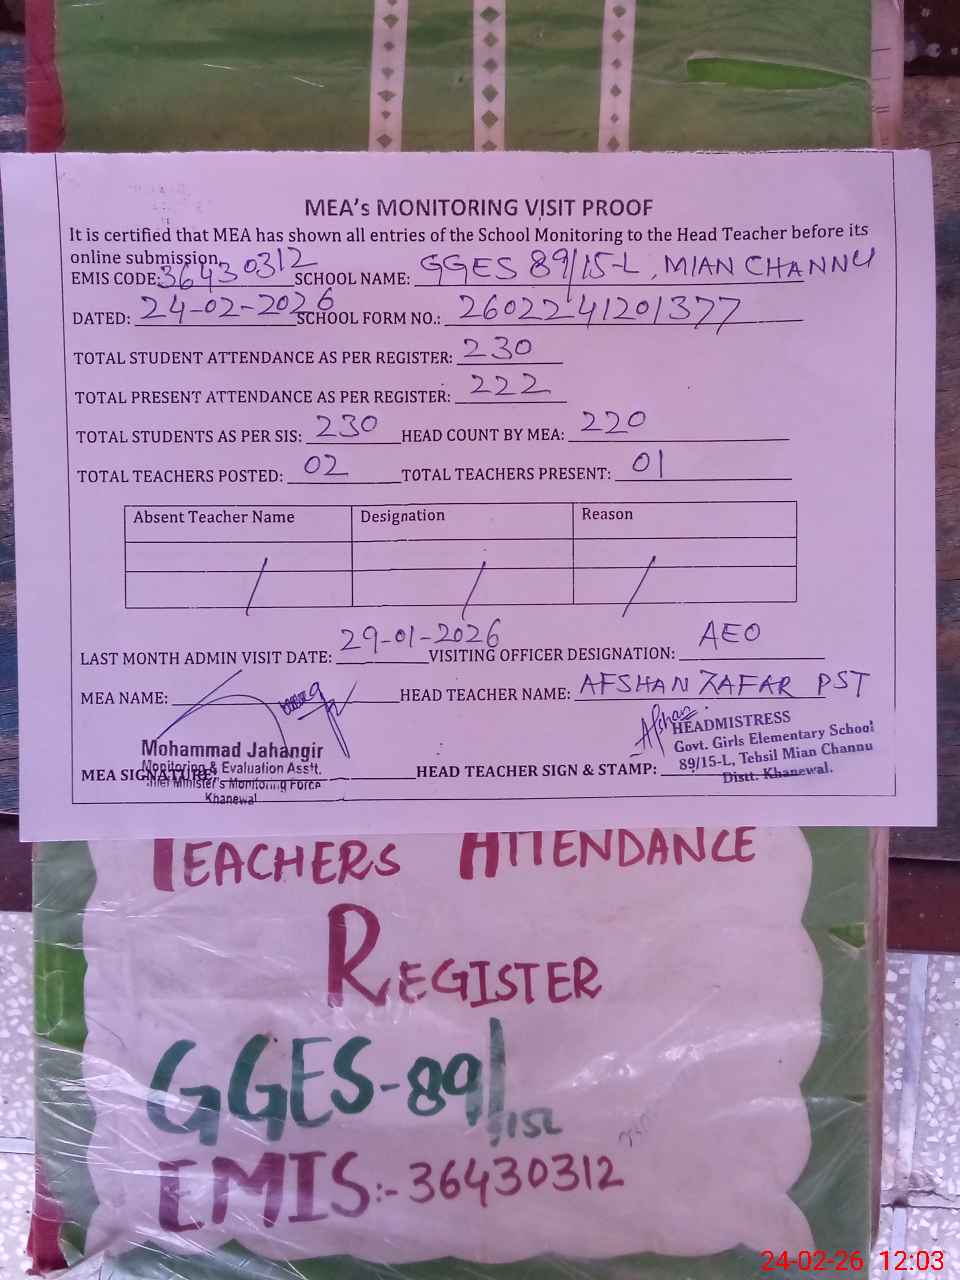 MEA's MONITORING VISIT PROOF
It is certified that MEA has shown all entries of the School Monitoring to the Head Teacher before its
online submission.
EMIS CODE: 36430312 SCHOOL NAME: GGES 89/15-L, MIAN CHANNU
DATED: 24-02-2026 SCHOOL FORM NO.: 2602241201377
TOTAL STUDENT ATTENDANCE AS PER REGISTER: 230
TOTAL PRESENT ATTENDANCE AS PER REGISTER: 222
TOTAL STUDENTS AS PER SIS: 230 HEAD COUNT BY MEA: 220
TOTAL TEACHERS POSTED: 02 TOTAL TEACHERS PRESENT: 01
Absent Teacher Name Designation Reason
/ / /
LAST MONTH ADMIN VISIT DATE: 29-01-2026 VISITING OFFICER DESIGNATION: AEO
MEA NAME: HEAD TEACHER NAME: AFSHAN ZAFAR PST
Mohammad Jahangir
Monitoring & Evaluation Asstt.
Chief Minister's Monitoring Force
Khanewal
MEA SIGNATURE: HEAD TEACHER SIGN & STAMP:
Afshan
HEADMISTRESS
Govt. Girls Elementary School
89/15-L, Tehsil Mian Channu
Distt. Khanewal.
TEACHERS ATTENDANCE
REGISTER
GGES-89/15L
EMIS:-36430312
24-02-26 12:03